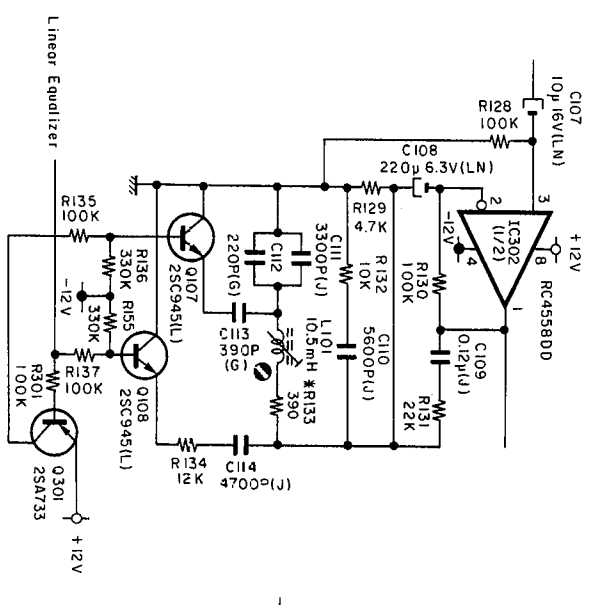 Linear Equalizer
C107
10µ 16V(LN)
R128
100K
C108
220µ 6.3V(LN)
3
2
IC302
(1/2)
-12V
4
8
+12V
RC4558DD
1
R129
4.7K
R135
100K
R136
330K
-12V
330K
R155
Q107
2SC945(L)
220P(G)
C112
C111
3300P(J)
R132
10K
R130
100K
C113
390P
(G)
L101
10.5mH
*R133
390
C110
5600P(J)
C109
0.12µ(J)
R131
22K
R137
100K
R301
100K
Q108
2SC945(L)
R134
12K
C114
4700P(J)
Q301
2SA733
+12V